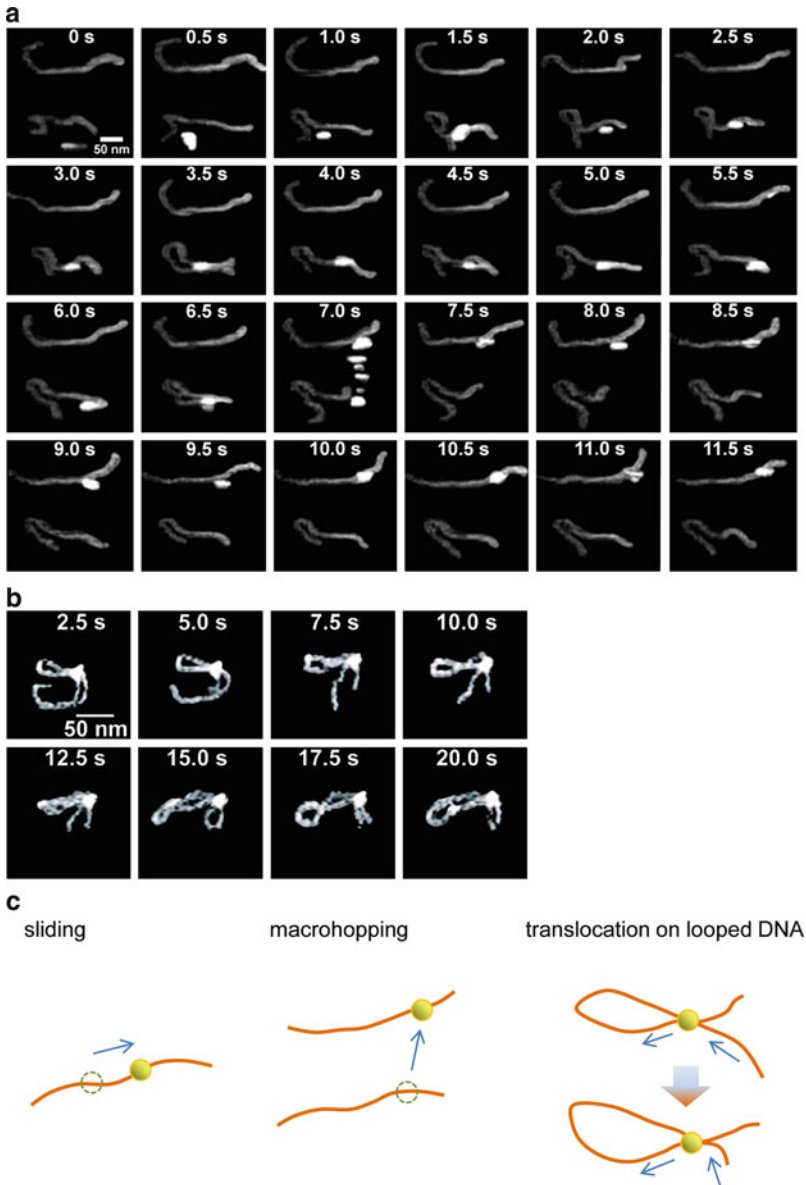 a
0 s 0.5 s 1.0 s 1.5 s 2.0 s 2.5 s
50 nm
3.0 s 3.5 s 4.0 s 4.5 s 5.0 s 5.5 s
6.0 s 6.5 s 7.0 s 7.5 s 8.0 s 8.5 s
9.0 s 9.5 s 10.0 s 10.5 s 11.0 s 11.5 s
b
2.5 s 5.0 s 7.5 s 10.0 s
50 nm
12.5 s 15.0 s 17.5 s 20.0 s
c
sliding macrohopping translocation on looped DNA